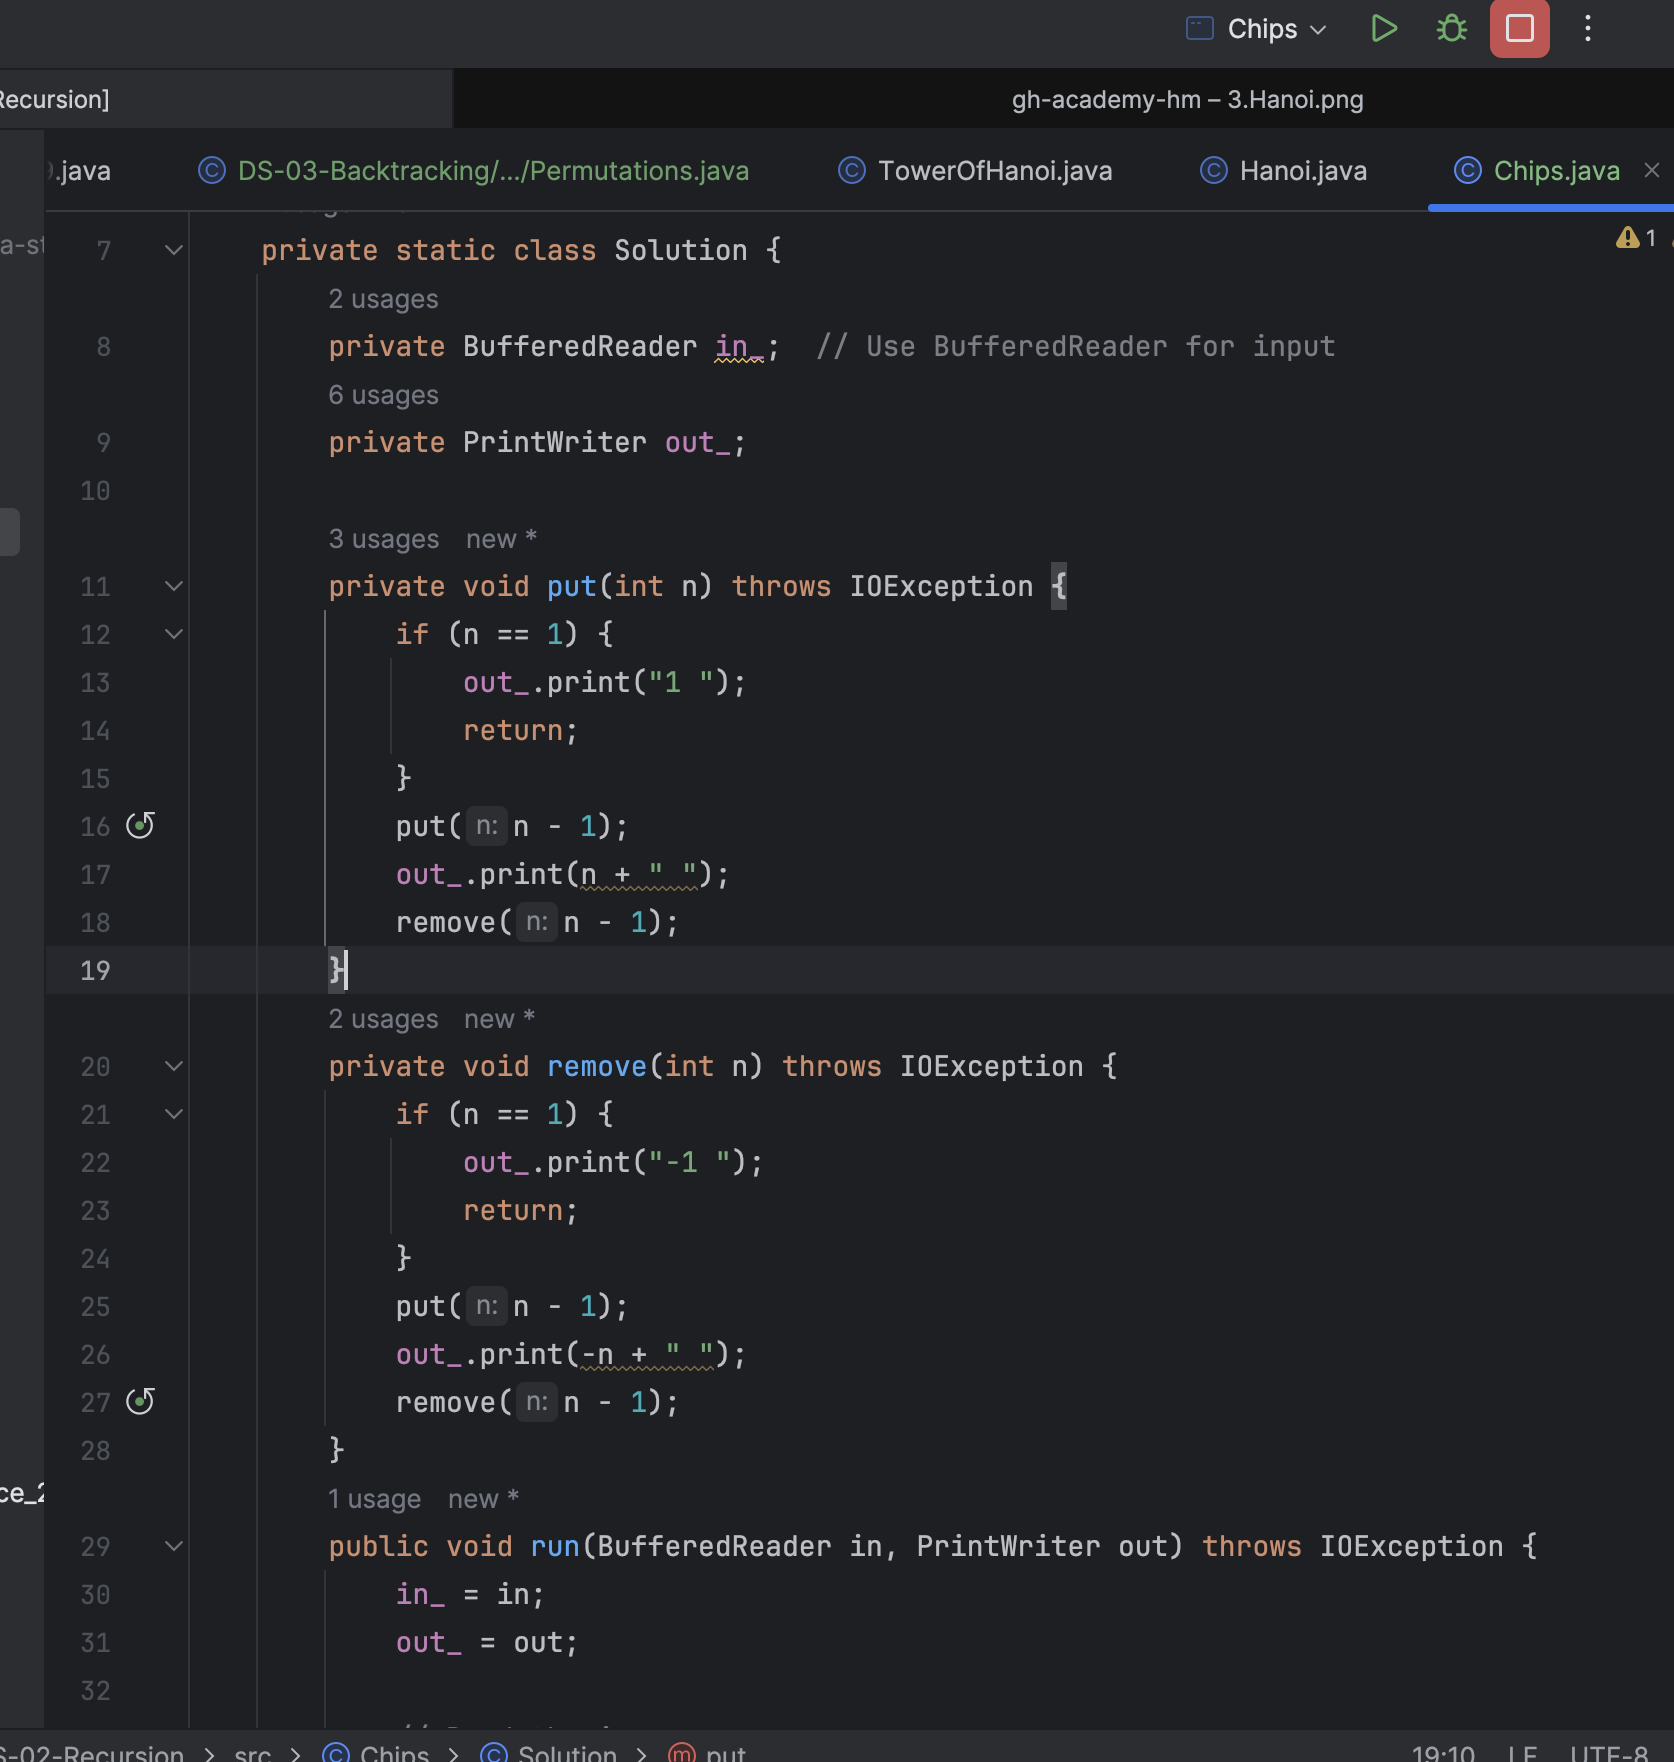 Chips
Recursion]
gh-academy-hm – 3.Hanoi.png
.java
DS-03-Backtracking/.../Permutations.java
TowerOfHanoi.java
Hanoi.java
Chips.java
7 private static class Solution {
1
2 usages
8 private BufferedReader in_; // Use BufferedReader for input
6 usages
9 private PrintWriter out_;
10
3 usages new *
11 private void put(int n) throws IOException {
12 if (n == 1) {
13 out_.print("1 ");
14 return;
15 }
16 put( n: n - 1);
17 out_.print(n + " ");
18 remove( n: n - 1);
19 }
2 usages new *
20 private void remove(int n) throws IOException {
21 if (n == 1) {
22 out_.print("-1 ");
23 return;
24 }
25 put( n: n - 1);
26 out_.print(-n + " ");
27 remove( n: n - 1);
28 }
1 usage new *
29 public void run(BufferedReader in, PrintWriter out) throws IOException {
30 in_ = in;
31 out_ = out;
32
S-02-Recursion > src > Chips > Solution > m put
19:10 LF UTF-8